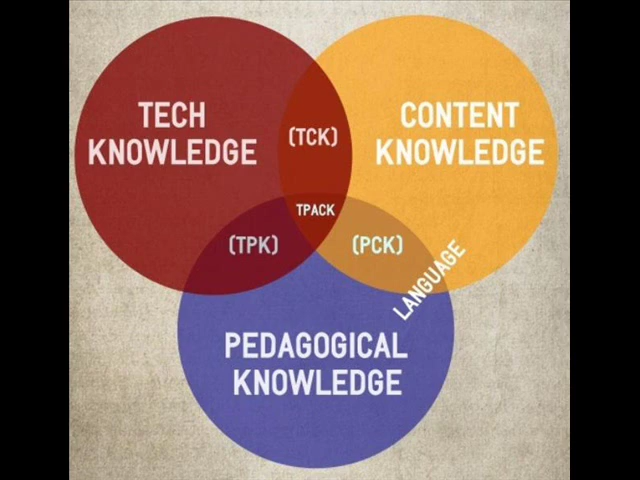 TECH
KNOWLEDGE
(TCK)
CONTENT
KNOWLEDGE
TPACK
(TPK)
(PCK)
LANGUAGE
PEDAGOGICAL
KNOWLEDGE